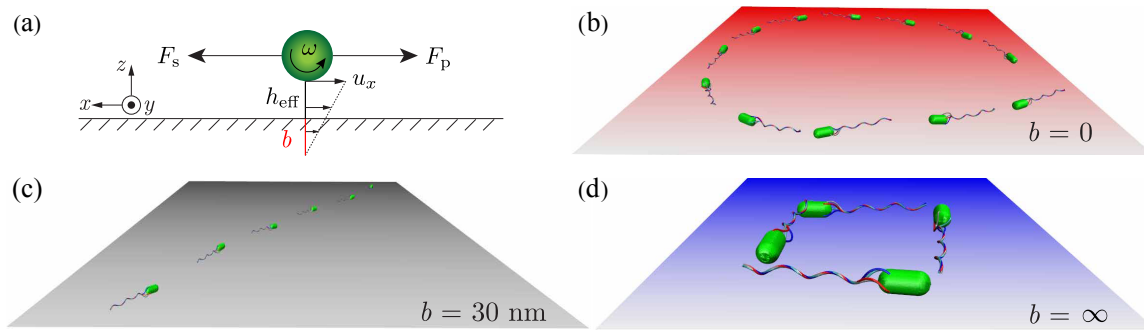 (a)
ω
F_s
F_p
u_x
z
h_eff
x
y
b
(b)
b = 0
(c)
b = 30 nm
(d)
b = ∞